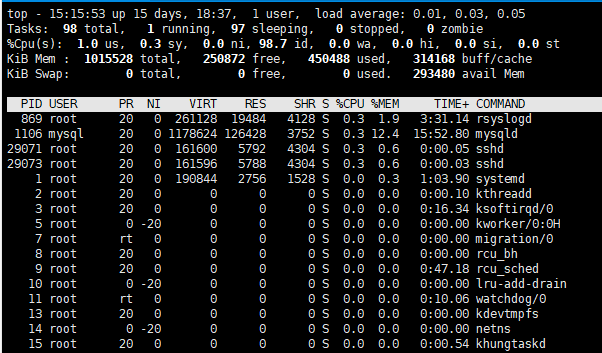 top - 15:15:53 up 15 days, 18:37,  1 user,  load average: 0.01, 0.03, 0.05
Tasks:  98 total,   1 running,  97 sleeping,   0 stopped,   0 zombie
%Cpu(s):  1.0 us,  0.3 sy,  0.0 ni, 98.7 id,  0.0 wa,  0.0 hi,  0.0 si,  0.0 st
KiB Mem :  1015528 total,   250872 free,   450488 used,   314168 buff/cache
KiB Swap:        0 total,        0 free,        0 used.   293480 avail Mem
  PID USER      PR  NI    VIRT    RES    SHR S %CPU %MEM     TIME+ COMMAND
  869 root      20   0  261128  19484   4128 S  0.3  1.9   3:31.14 rsyslogd
 1106 mysql     20   0 1178624 126428   3752 S  0.3 12.4  15:52.80 mysqld
29071 root      20   0  161600   5792   4304 S  0.3  0.6   0:00.05 sshd
29073 root      20   0  161596   5788   4304 S  0.3  0.6   0:00.03 sshd
    1 root      20   0  190844   2756   1528 S  0.0  0.3   1:03.90 systemd
    2 root      20   0       0      0      0 S  0.0  0.0   0:00.10 kthreadd
    3 root      20   0       0      0      0 S  0.0  0.0   0:16.34 ksoftirqd/0
    5 root       0 -20       0      0      0 S  0.0  0.0   0:00.00 kworker/0:0H
    7 root      rt   0       0      0      0 S  0.0  0.0   0:00.00 migration/0
    8 root      20   0       0      0      0 S  0.0  0.0   0:00.00 rcu_bh
    9 root      20   0       0      0      0 S  0.0  0.0   0:47.18 rcu_sched
   10 root       0 -20       0      0      0 S  0.0  0.0   0:00.00 lru-add-drain
   11 root      rt   0       0      0      0 S  0.0  0.0   0:10.06 watchdog/0
   13 root      20   0       0      0      0 S  0.0  0.0   0:00.00 kdevtmpfs
   14 root       0 -20       0      0      0 S  0.0  0.0   0:00.00 netns
   15 root      20   0       0      0      0 S  0.0  0.0   0:00.54 khungtaskd